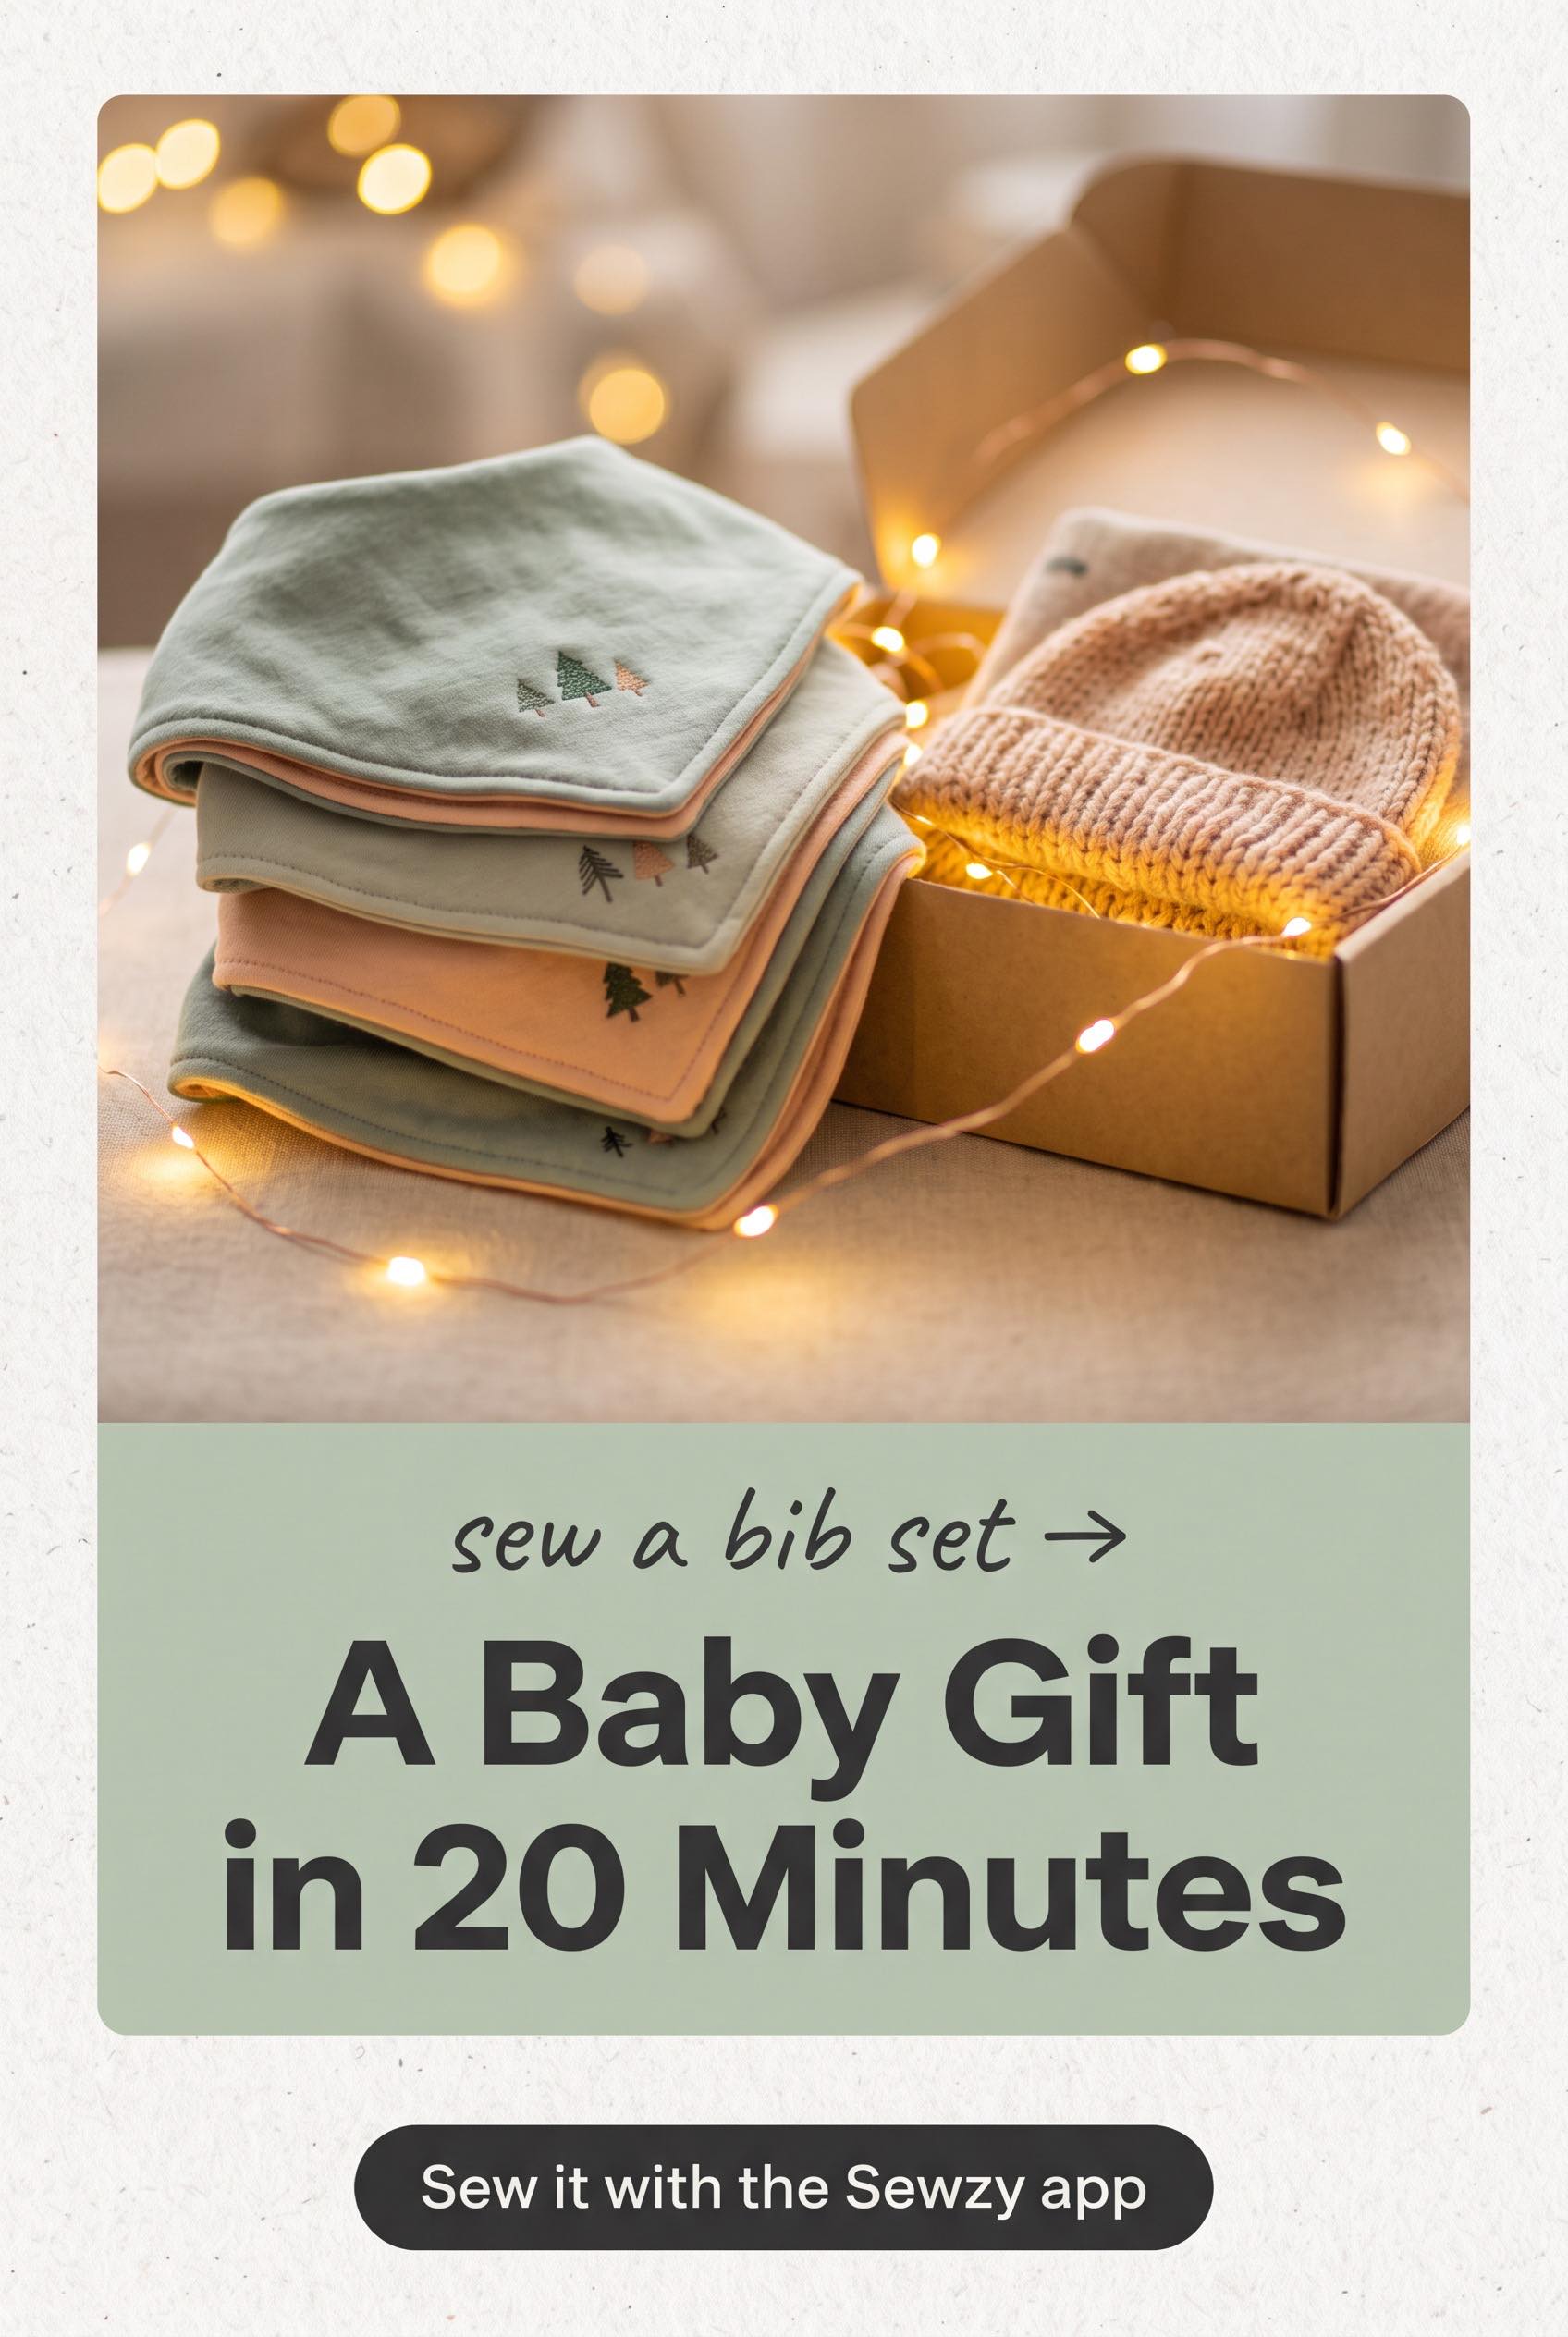 sew a bib set →
A Baby Gift
in 20 Minutes
Sew it with the Sewzy app